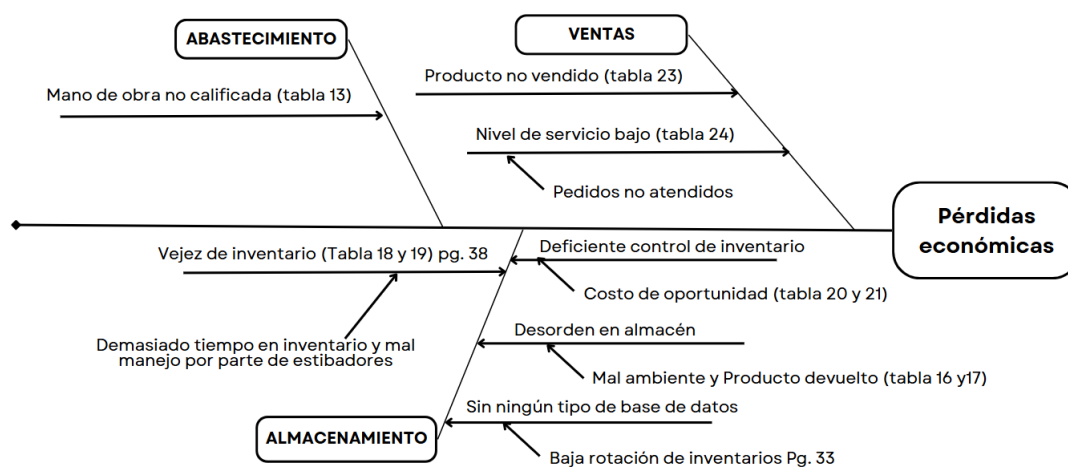 ABASTECIMIENTO
VENTAS
Mano de obra no calificada (tabla 13)
Producto no vendido (tabla 23)
Nivel de servicio bajo (tabla 24)
Pedidos no atendidos
Pérdidas
económicas
Vejez de inventario (Tabla 18 y 19) pg. 38
Demasiado tiempo en inventario y mal
manejo por parte de estibadores
Deficiente control de inventario
Costo de oportunidad (tabla 20 y 21)
Desorden en almacén
Mal ambiente y Producto devuelto (tabla 16 y17)
Sin ningún tipo de base de datos
Baja rotación de inventarios Pg. 33
ALMACENAMIENTO